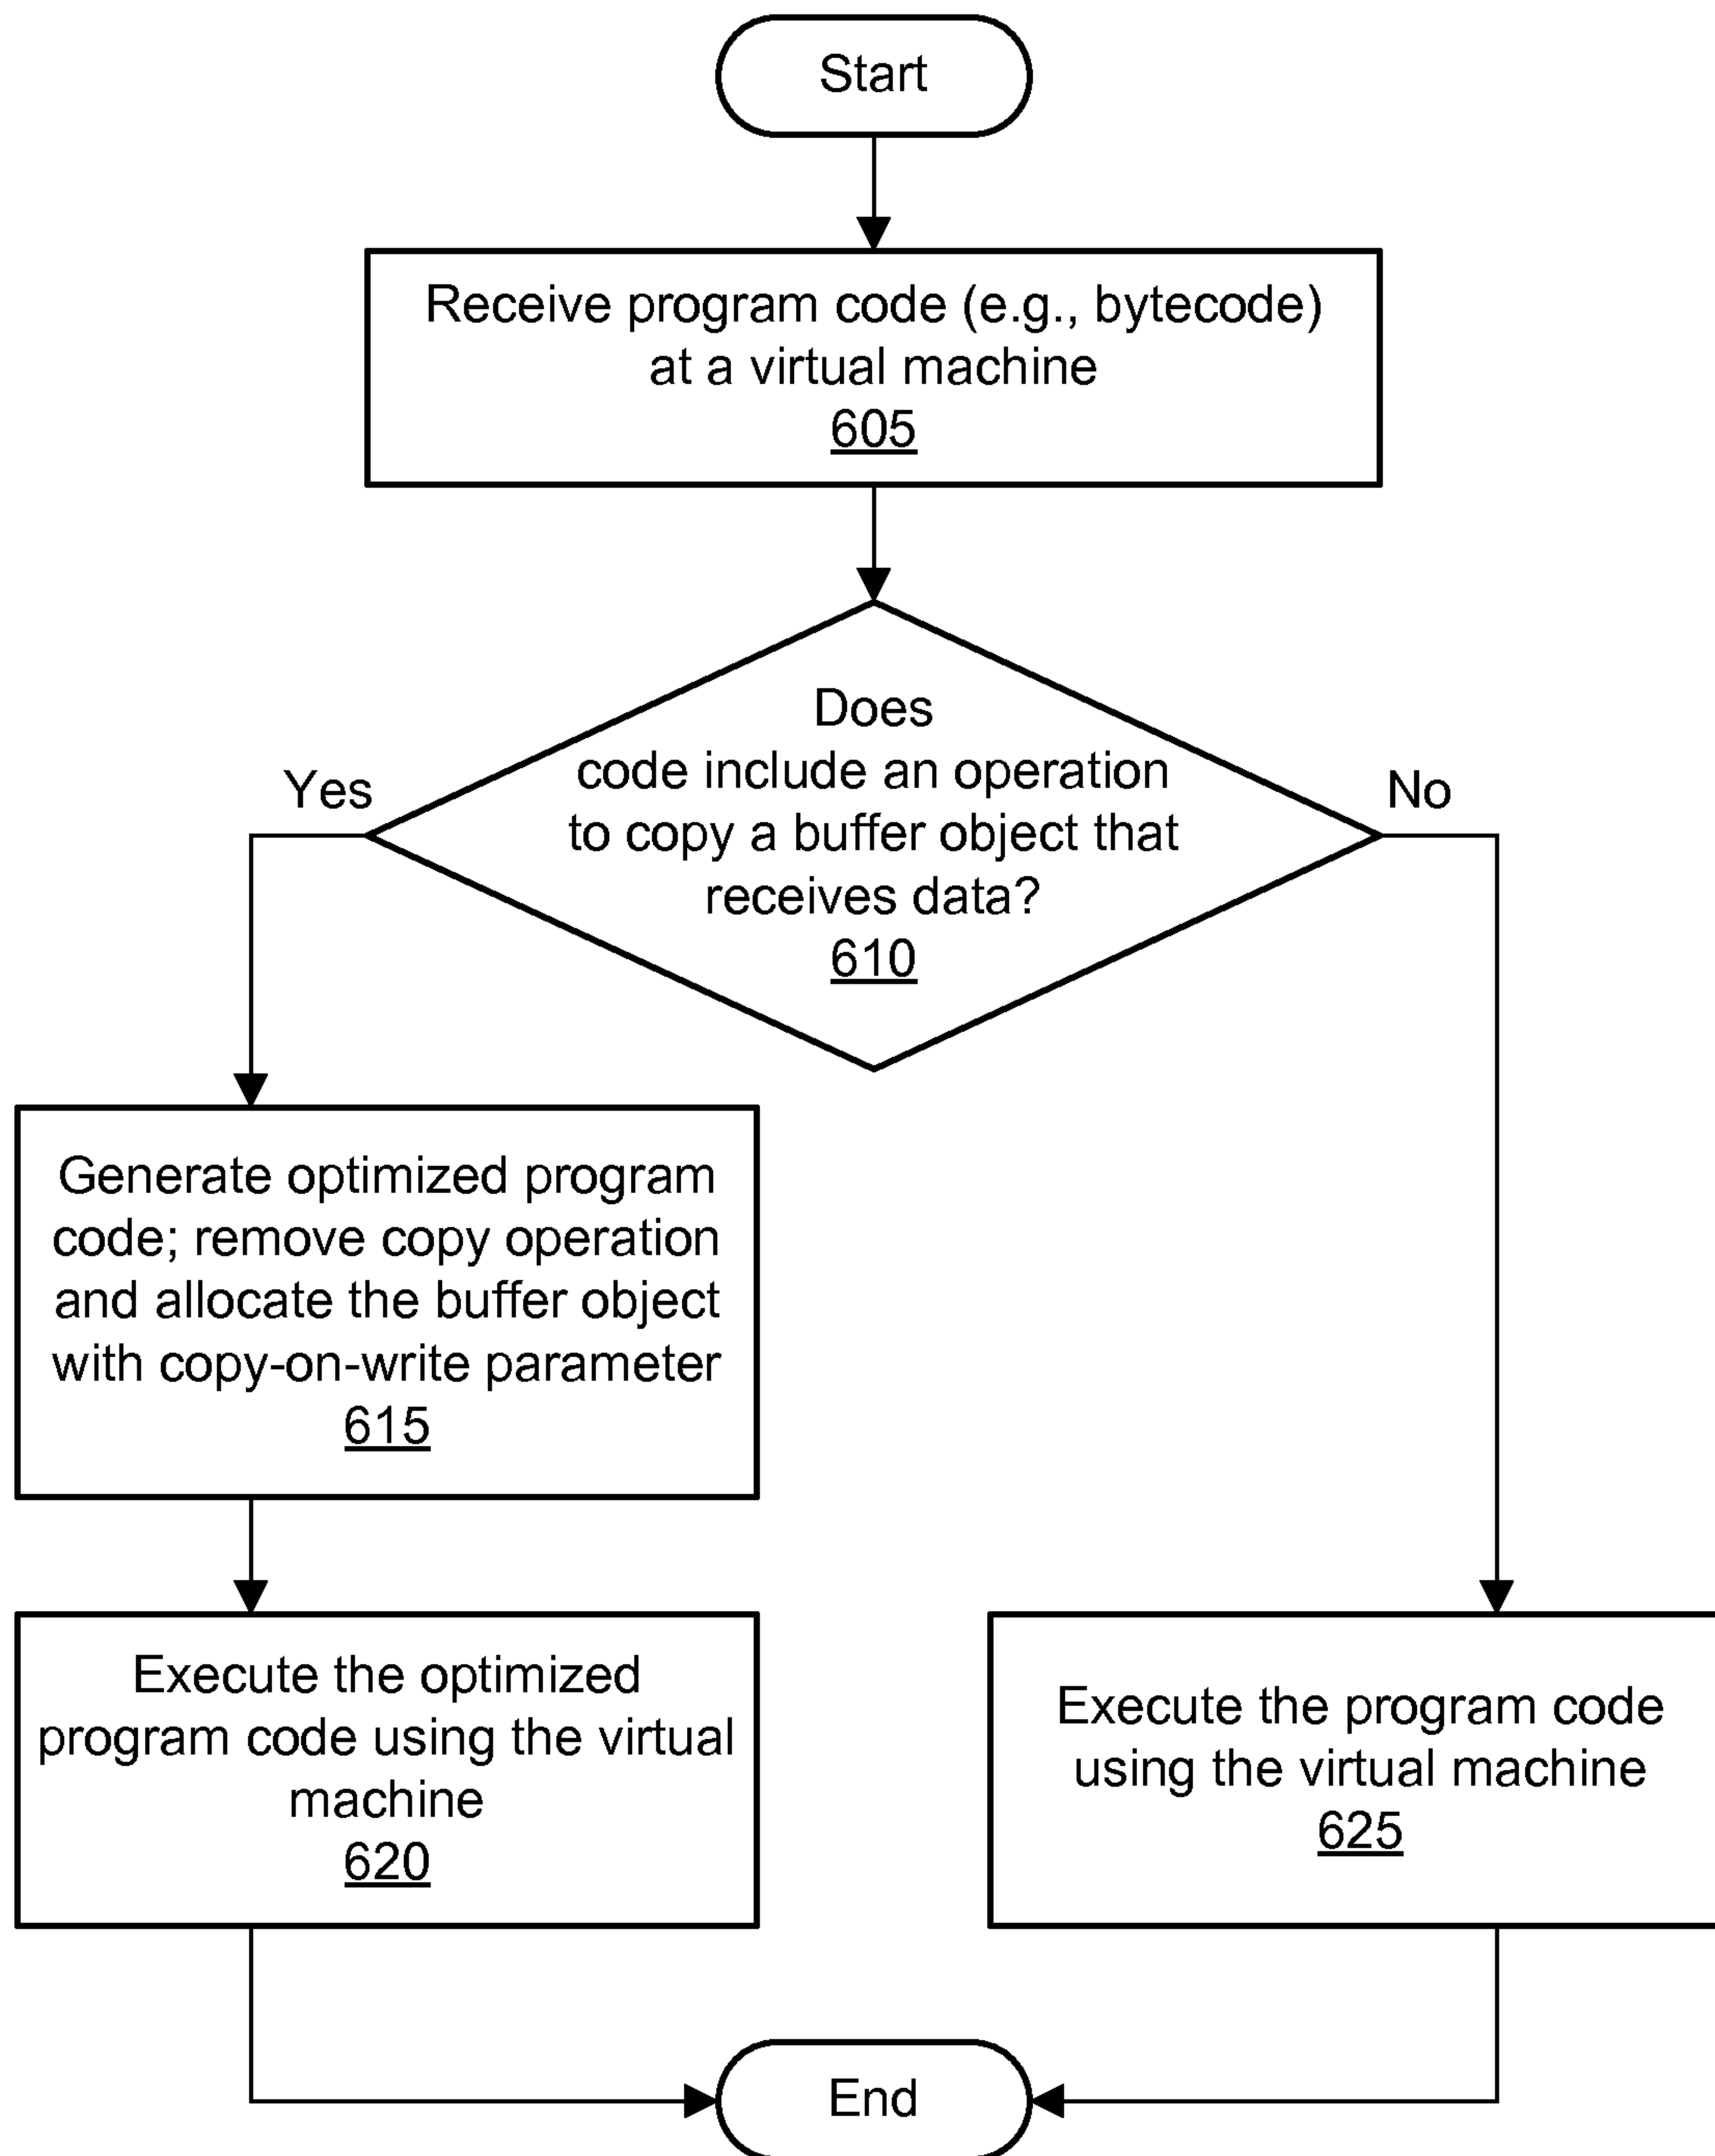 Start
Receive program code (e.g., bytecode)
at a virtual machine
605
Does
code include an operation
to copy a buffer object that
receives data?
610
Yes
No
Generate optimized program
code; remove copy operation
and allocate the buffer object
with copy-on-write parameter
615
Execute the optimized
program code using the virtual
machine
620
Execute the program code
using the virtual machine
625
End